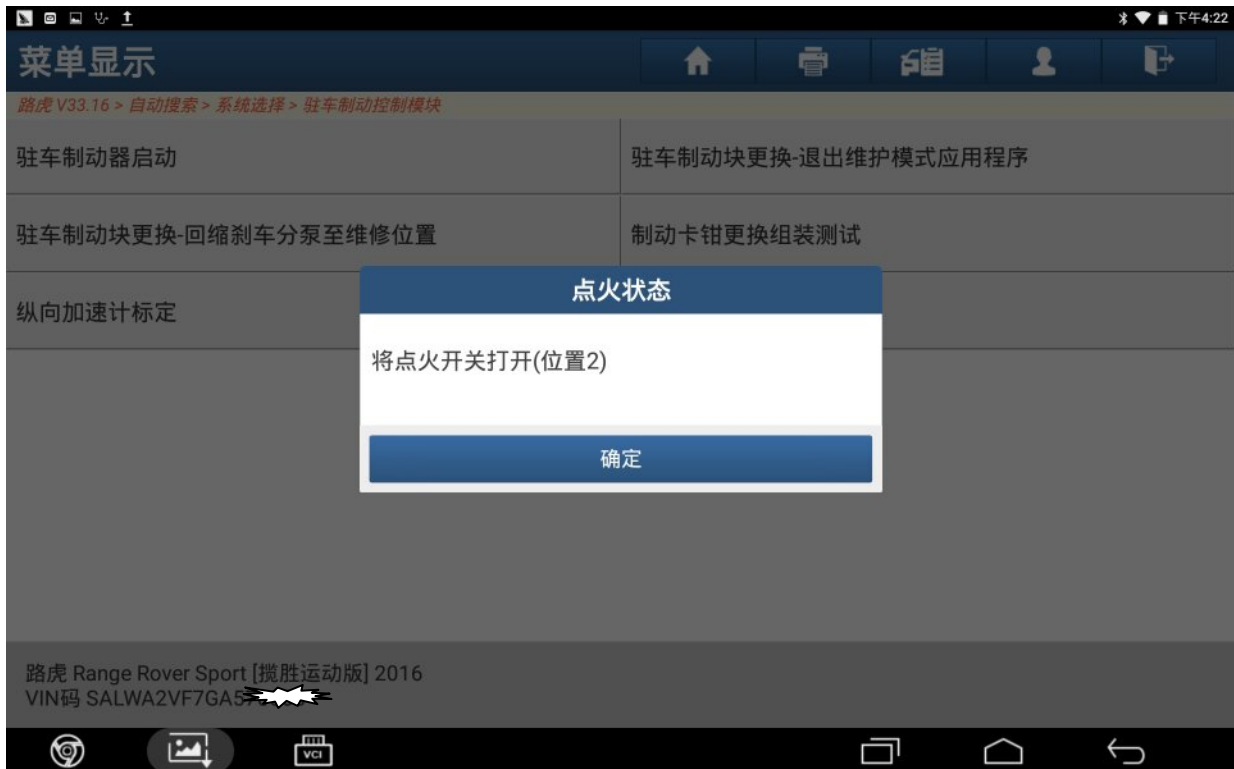 下午4:22
菜单显示
路虎 V33.16 > 自动搜索 > 系统选择 > 驻车制动控制模块
驻车制动器启动
驻车制动块更换-退出维护模式应用程序
驻车制动块更换-回缩刹车分泵至维修位置
制动卡钳更换组装测试
纵向加速计标定
点火状态
将点火开关打开(位置2)
确定
路虎 Range Rover Sport [揽胜运动版] 2016
VIN码 SALWA2VF7GA5
VCI